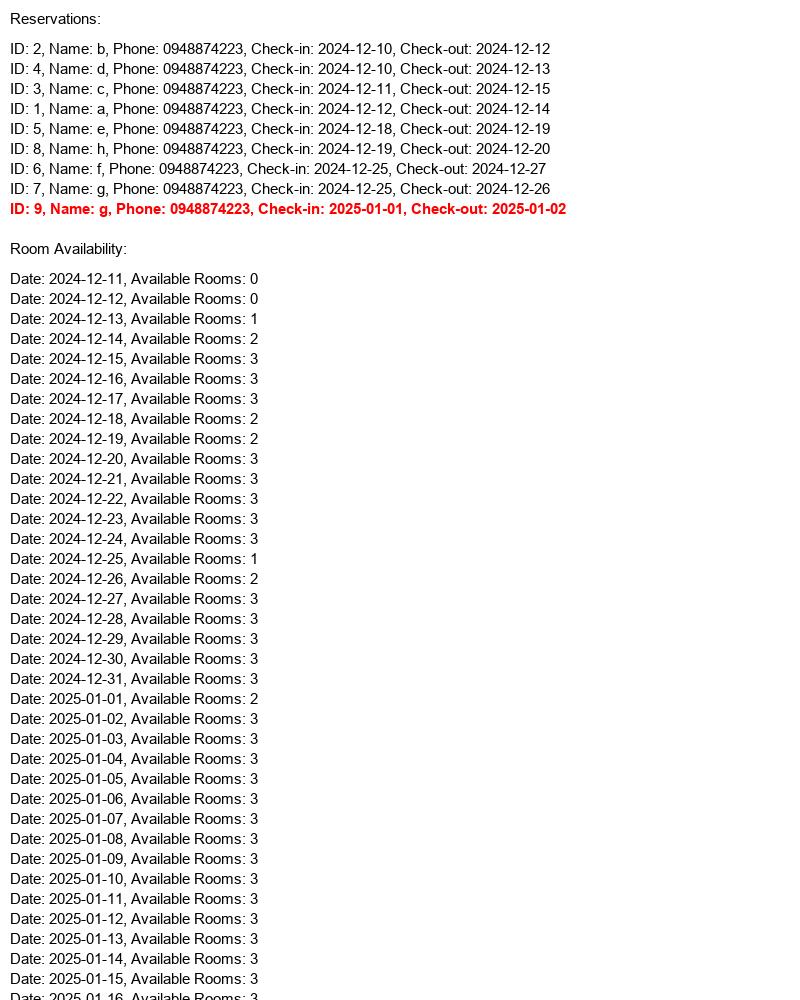 Reservations:
ID: 2, Name: b, Phone: 0948874223, Check-in: 2024-12-10, Check-out: 2024-12-12
ID: 4, Name: d, Phone: 0948874223, Check-in: 2024-12-10, Check-out: 2024-12-13
ID: 3, Name: c, Phone: 0948874223, Check-in: 2024-12-11, Check-out: 2024-12-15
ID: 1, Name: a, Phone: 0948874223, Check-in: 2024-12-12, Check-out: 2024-12-14
ID: 5, Name: e, Phone: 0948874223, Check-in: 2024-12-18, Check-out: 2024-12-19
ID: 8, Name: h, Phone: 0948874223, Check-in: 2024-12-19, Check-out: 2024-12-20
ID: 6, Name: f, Phone: 0948874223, Check-in: 2024-12-25, Check-out: 2024-12-27
ID: 7, Name: g, Phone: 0948874223, Check-in: 2024-12-25, Check-out: 2024-12-26
ID: 9, Name: g, Phone: 0948874223, Check-in: 2025-01-01, Check-out: 2025-01-02
Room Availability:
Date: 2024-12-11, Available Rooms: 0
Date: 2024-12-12, Available Rooms: 0
Date: 2024-12-13, Available Rooms: 1
Date: 2024-12-14, Available Rooms: 2
Date: 2024-12-15, Available Rooms: 3
Date: 2024-12-16, Available Rooms: 3
Date: 2024-12-17, Available Rooms: 3
Date: 2024-12-18, Available Rooms: 2
Date: 2024-12-19, Available Rooms: 2
Date: 2024-12-20, Available Rooms: 3
Date: 2024-12-21, Available Rooms: 3
Date: 2024-12-22, Available Rooms: 3
Date: 2024-12-23, Available Rooms: 3
Date: 2024-12-24, Available Rooms: 3
Date: 2024-12-25, Available Rooms: 1
Date: 2024-12-26, Available Rooms: 2
Date: 2024-12-27, Available Rooms: 3
Date: 2024-12-28, Available Rooms: 3
Date: 2024-12-29, Available Rooms: 3
Date: 2024-12-30, Available Rooms: 3
Date: 2024-12-31, Available Rooms: 3
Date: 2025-01-01, Available Rooms: 2
Date: 2025-01-02, Available Rooms: 3
Date: 2025-01-03, Available Rooms: 3
Date: 2025-01-04, Available Rooms: 3
Date: 2025-01-05, Available Rooms: 3
Date: 2025-01-06, Available Rooms: 3
Date: 2025-01-07, Available Rooms: 3
Date: 2025-01-08, Available Rooms: 3
Date: 2025-01-09, Available Rooms: 3
Date: 2025-01-10, Available Rooms: 3
Date: 2025-01-11, Available Rooms: 3
Date: 2025-01-12, Available Rooms: 3
Date: 2025-01-13, Available Rooms: 3
Date: 2025-01-14, Available Rooms: 3
Date: 2025-01-15, Available Rooms: 3
Date: 2025-01-16, Available Rooms: 3